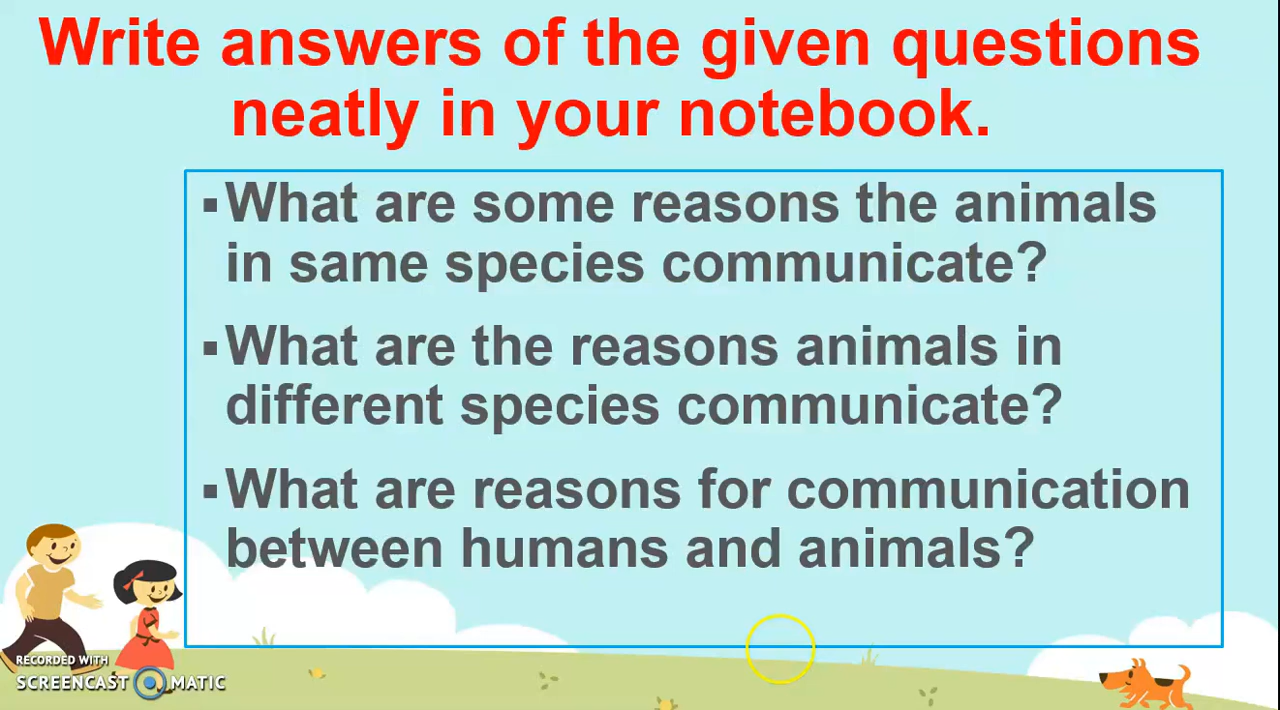 Write answers of the given questions
neatly in your notebook.
▪What are some reasons the animals
in same species communicate?
▪What are the reasons animals in
different species communicate?
▪What are reasons for communication
between humans and animals?
RECORDED WITH
SCREENCAST MATIC